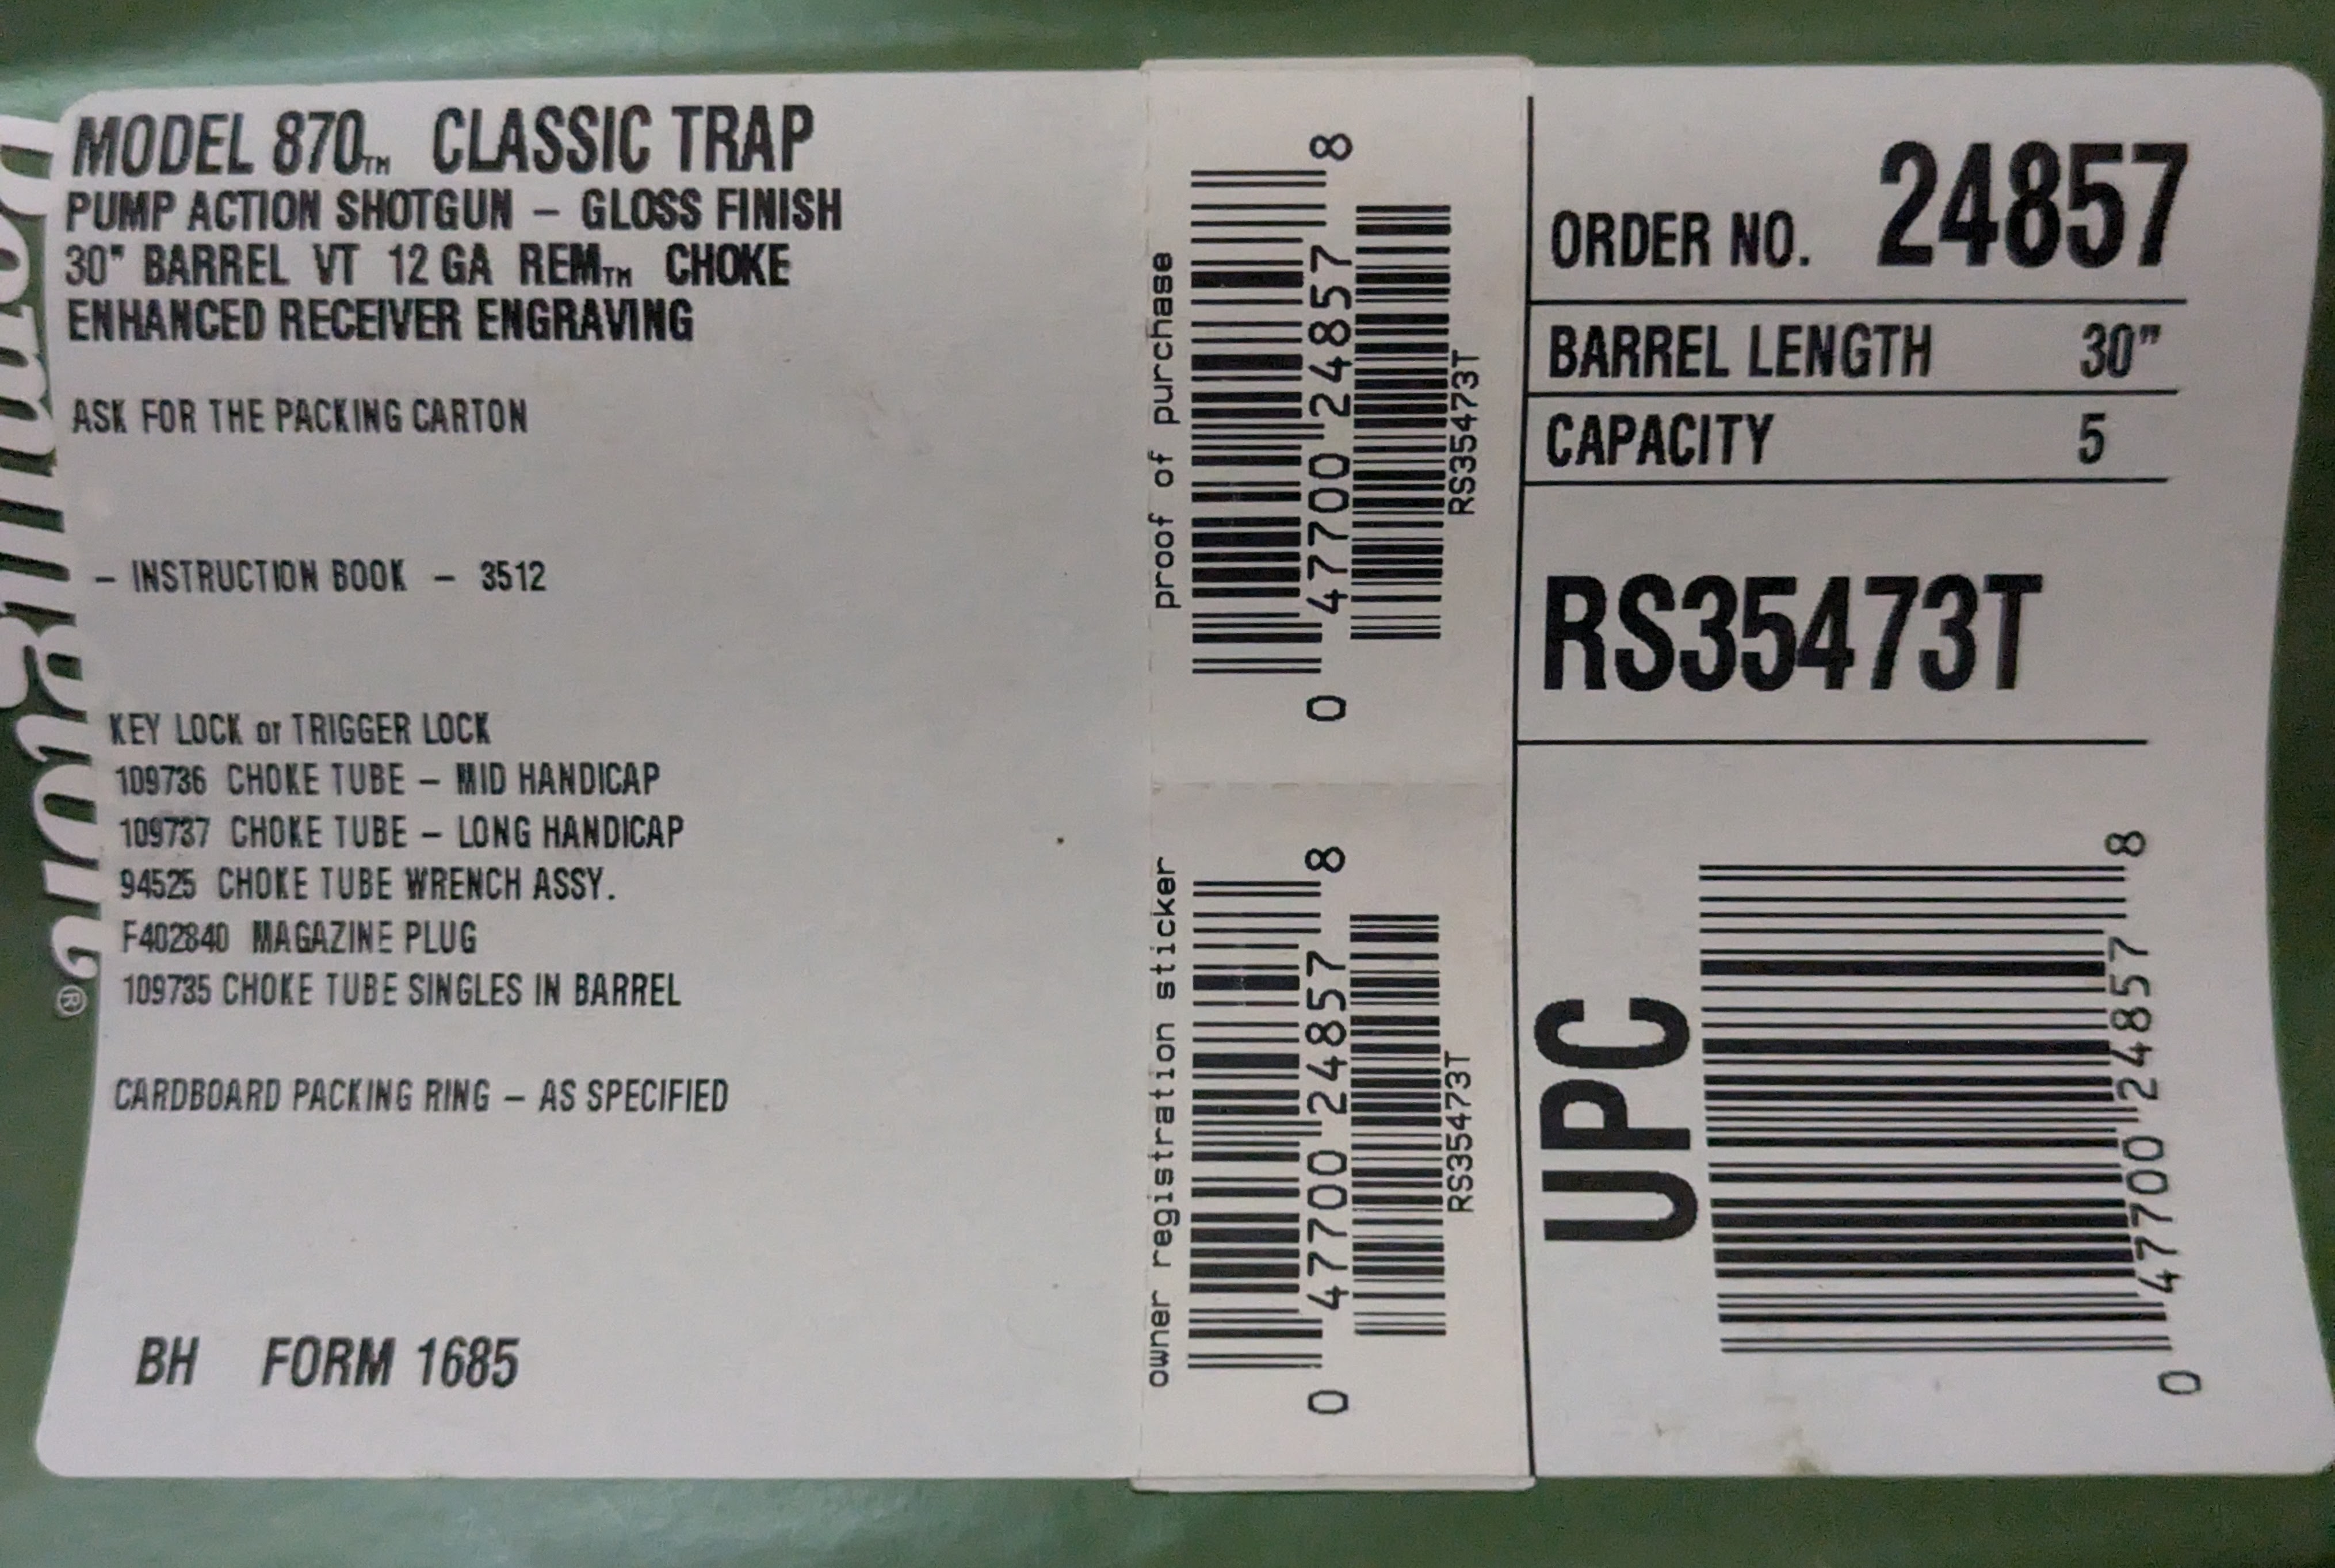 Remington®
MODEL 870™ CLASSIC TRAP
PUMP ACTION SHOTGUN – GLOSS FINISH
30" BARREL VT 12 GA REM™ CHOKE
ENHANCED RECEIVER ENGRAVING
ASK FOR THE PACKING CARTON
– INSTRUCTION BOOK – 3512
KEY LOCK or TRIGGER LOCK
109736 CHOKE TUBE – MID HANDICAP
109737 CHOKE TUBE – LONG HANDICAP
94525 CHOKE TUBE WRENCH ASSY.
F402840 MAGAZINE PLUG
109735 CHOKE TUBE SINGLES IN BARREL
CARDBOARD PACKING RING – AS SPECIFIED
BH FORM 1685
proof of purchase
0 47700 24857 8
RS35473T
owner registration sticker
0 47700 24857 8
RS35473T
ORDER NO. 24857
BARREL LENGTH 30"
CAPACITY 5
RS35473T
UPC
0 47700 24857 8